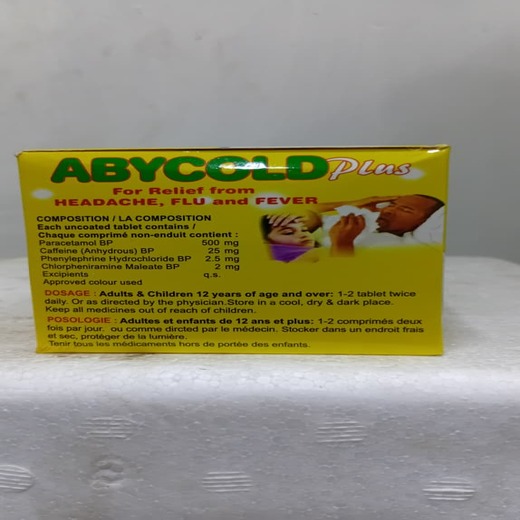 ABYCOLD Plus
For Relief from
HEADACHE, FLU and FEVER
COMPOSITION / LA COMPOSITION
Each uncoated tablet contains /
Chaque comprimé non-enduit contient :
Paracetamol BP 500 mg
Caffeine (Anhydrous) BP 25 mg
Phenylephrine Hydrochloride BP 2.5 mg
Chlorpheniramine Maleate BP 2 mg
Excipients q.s.
Approved colour used
DOSAGE : Adults & Children 12 years of age and over: 1-2 tablet twice
daily. Or as directed by the physician.Store in a cool, dry & dark place.
Keep all medicines out of reach of children.
POSOLOGIE : Adultes et enfants de 12 ans et plus: 1-2 comprimés deux
fois par jour. ou comme dircted par le médecin. Stocker dans un endroit frais
et sec, protéger de la lumière.
Tenir tous les médicaments hors de portée des enfants.